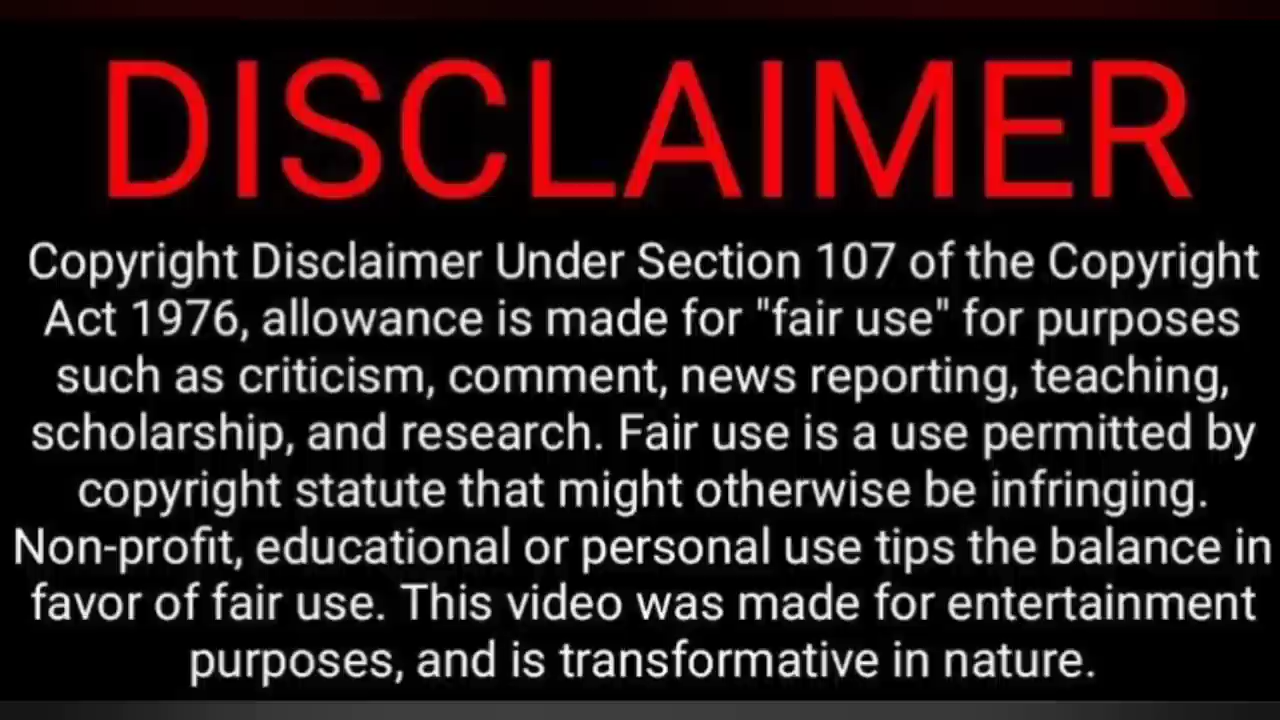 DISCLAIMER
Copyright Disclaimer Under Section 107 of the Copyright
Act 1976, allowance is made for "fair use" for purposes
such as criticism, comment, news reporting, teaching,
scholarship, and research. Fair use is a use permitted by
copyright statute that might otherwise be infringing.
Non-profit, educational or personal use tips the balance in
favor of fair use. This video was made for entertainment
purposes, and is transformative in nature.